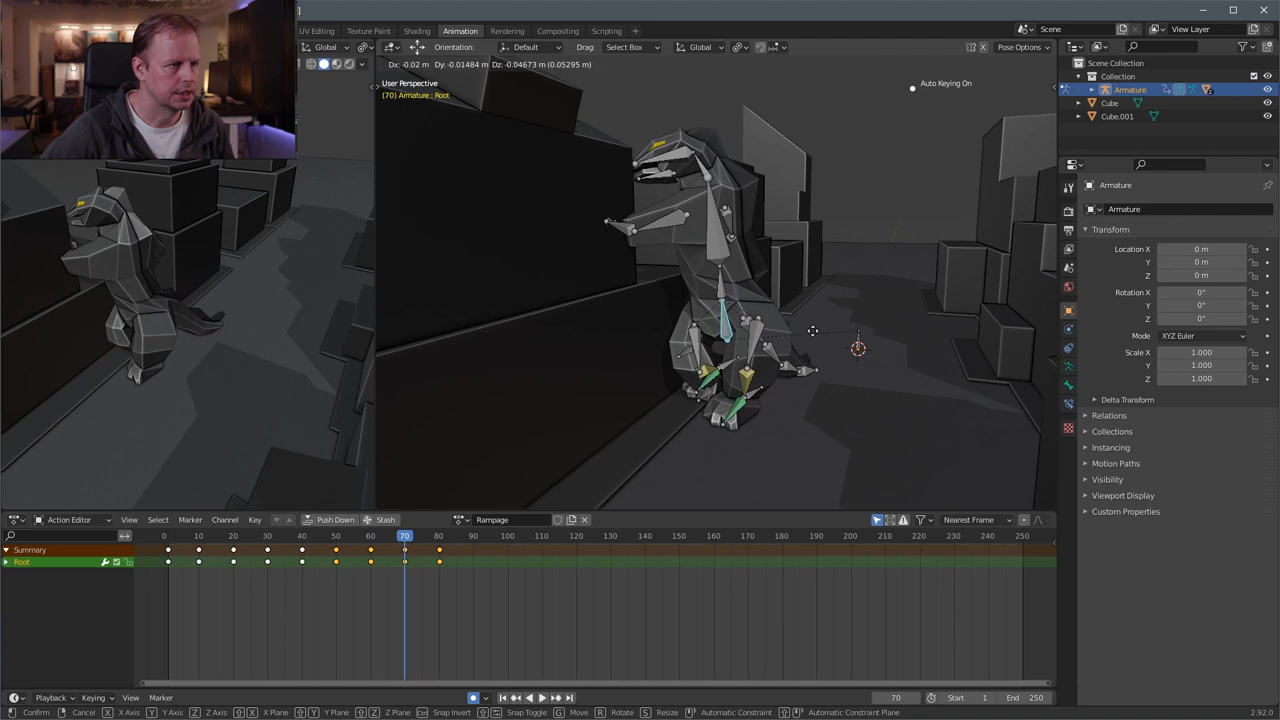 UV Editing Texture Paint Shading Animation Rendering Compositing Scripting + Scene View Layer
Global Orientation: Default Drag: Select Box Global Pose Options
Dx: -0.02 m Dy: -0.01484 m Dz: -0.04673 m (0.05295 m)
Scene Collection
User Perspective Auto Keying On
(70) Armature : Root
Collection
Armature
Cube
Cube.001
Armature
Armature
Transform
Location X 0 m
Y 0 m
Z 0 m
Rotation X 0°
Y 0°
Z 0°
Mode XYZ Euler
Scale X 1.000
Y 1.000
Z 1.000
Delta Transform
Relations
Collections
Instancing
Motion Paths
Visibility
Viewport Display
Custom Properties
Action Editor View Select Marker Channel Key Push Down Stash Rampage Nearest Frame
0 10 20 30 40 50 60 70 80 90 100 110 120 130 140 150 160 170 180 190 200 210 220 230 240 250
Summary
Root
Playback Keying View Marker 70 Start 1 End 250
Confirm Cancel X X Axis Y Y Axis Z Z Axis X X Plane Y Y Plane Z Z Plane Snap Invert Snap Toggle G Move R Rotate S Resize Automatic Constraint Automatic Constraint Plane 2.92.0